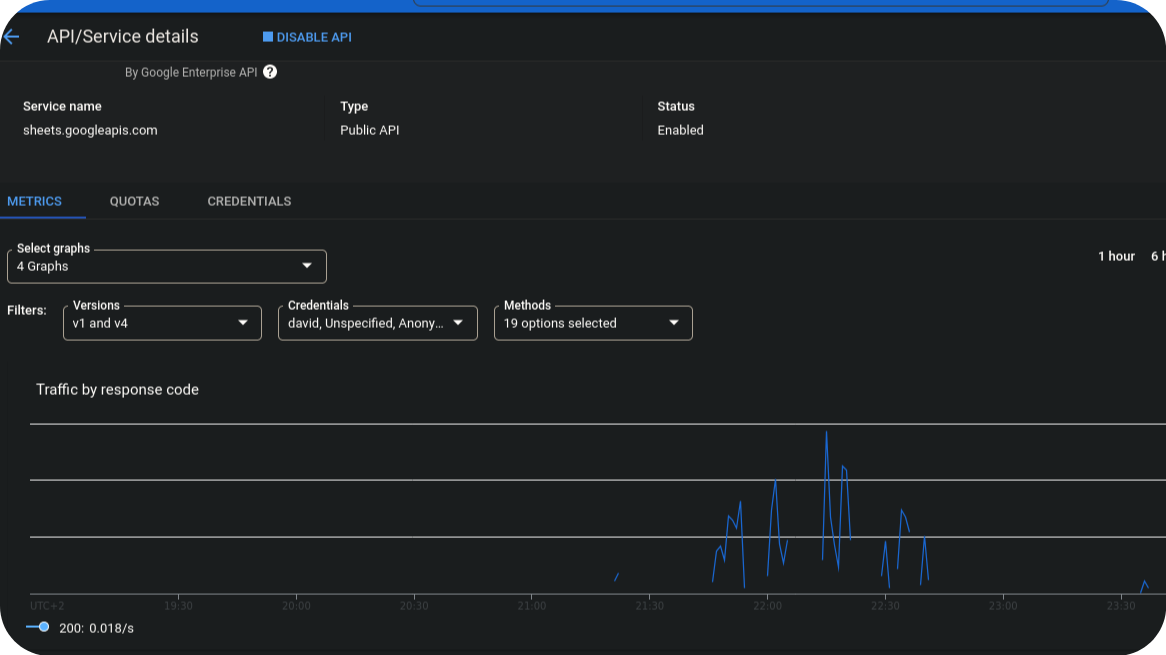 API/Service details
DISABLE API
By Google Enterprise API ?
Service name
Type
Status
sheets.googleapis.com
Public API
Enabled
METRICS
QUOTAS
CREDENTIALS
Select graphs
4 Graphs
1 hour
6 h
Filters:
Versions
v1 and v4
Credentials
david, Unspecified, Anony...
Methods
19 options selected
Traffic by response code
UTC+2
19:30
20:00
20:30
21:00
21:30
22:00
22:30
23:00
23:30
200: 0.018/s